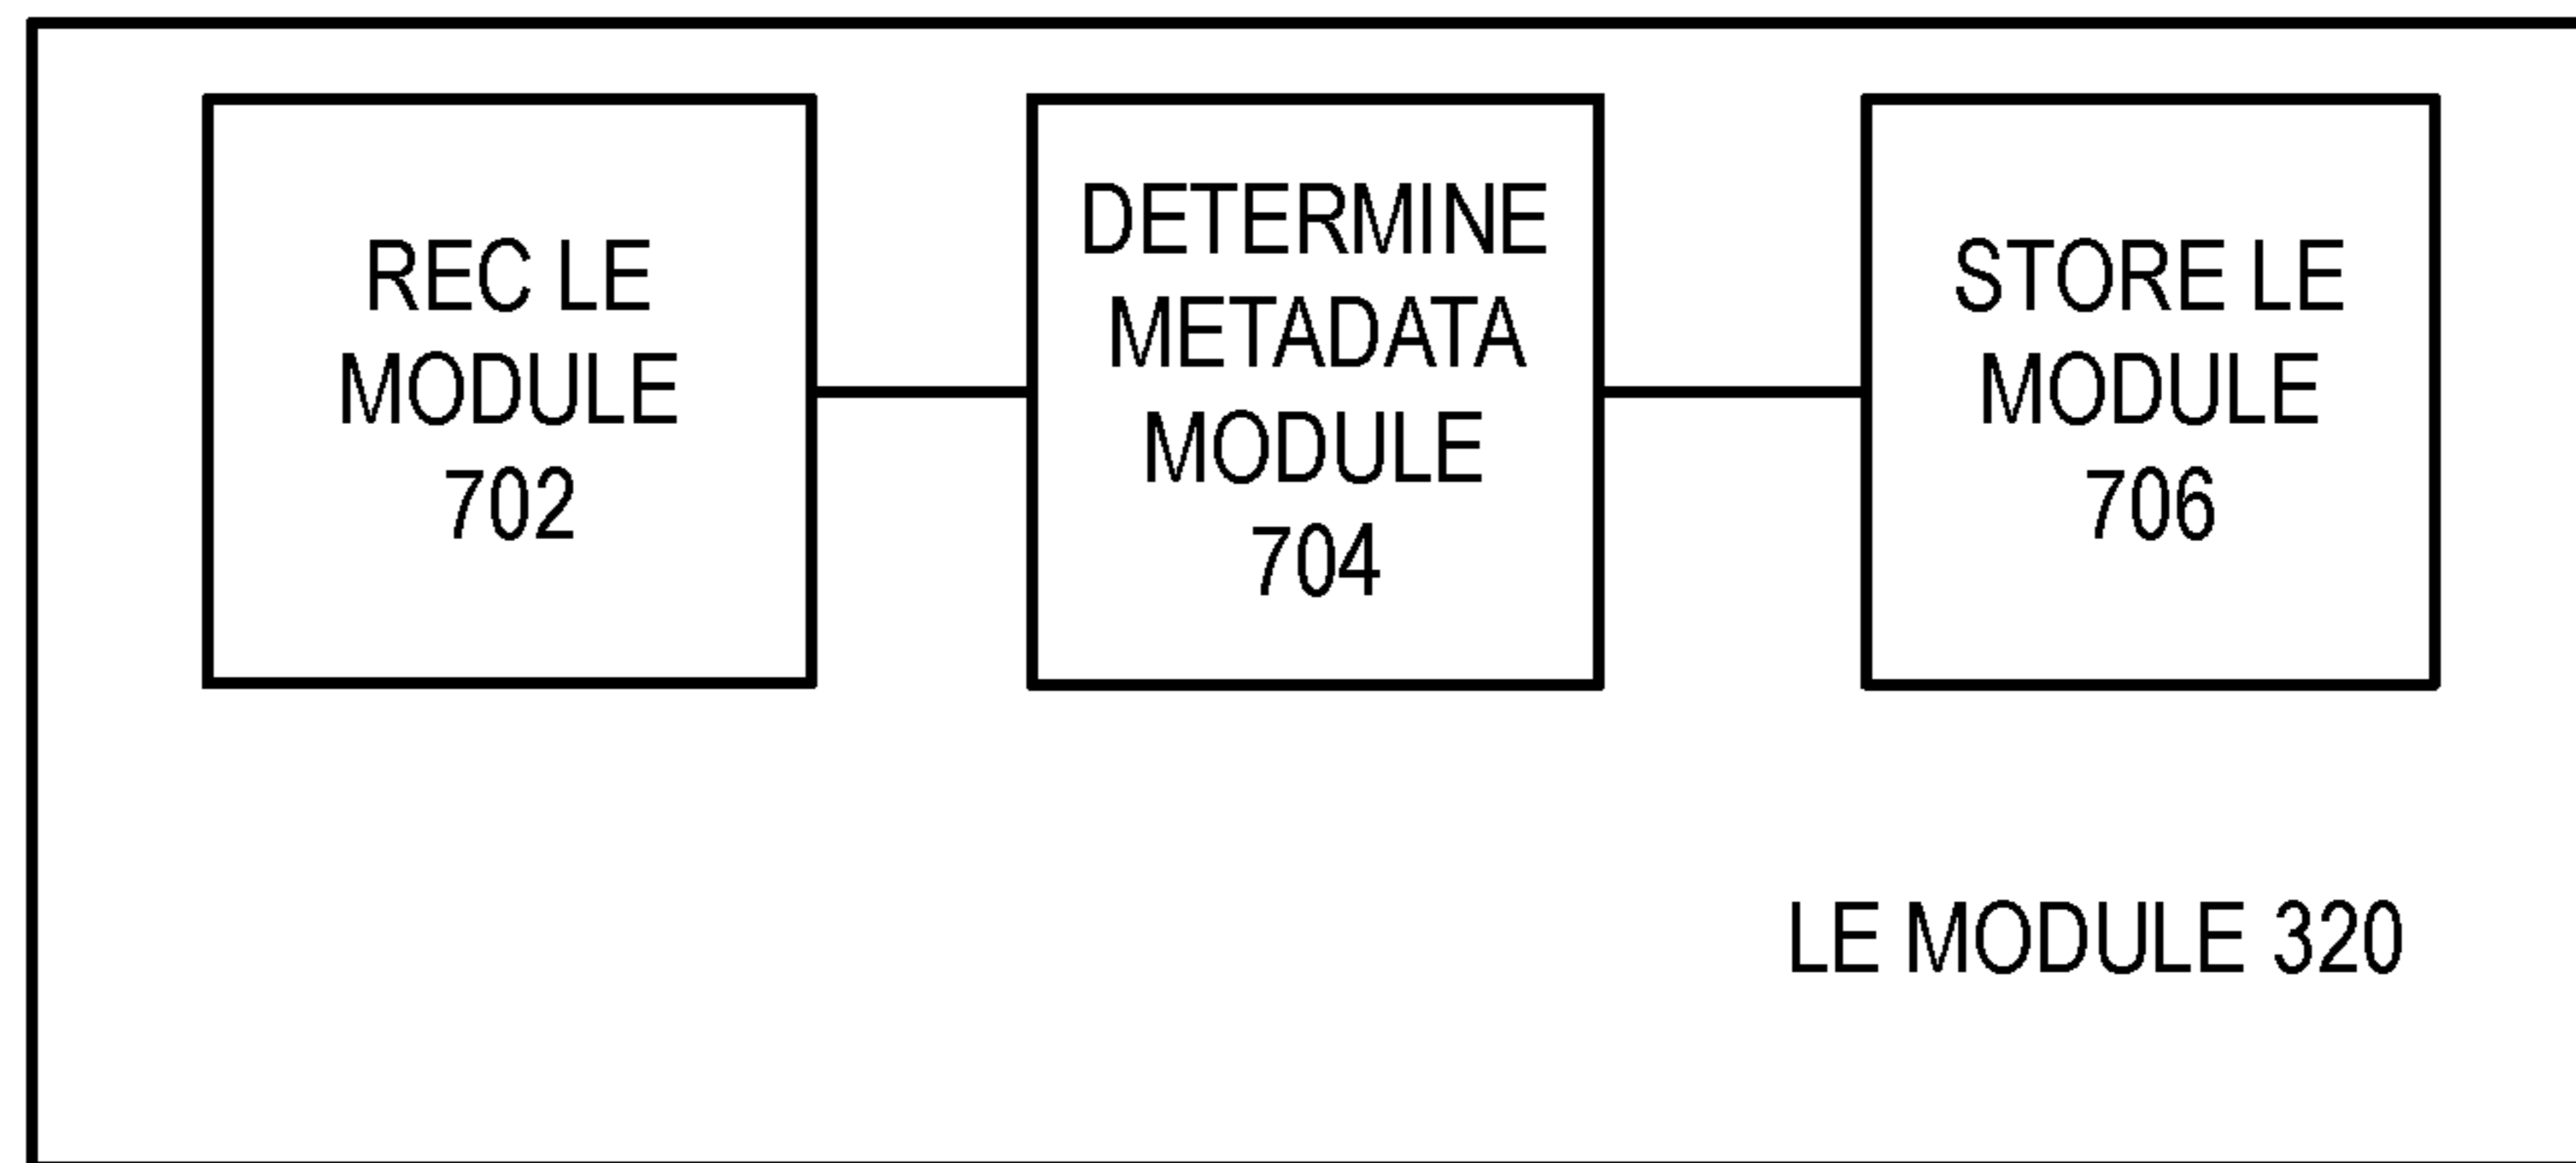 REC LE
MODULE
702
DETERMINE
METADATA
MODULE
704
STORE LE
MODULE
706
LE MODULE 320